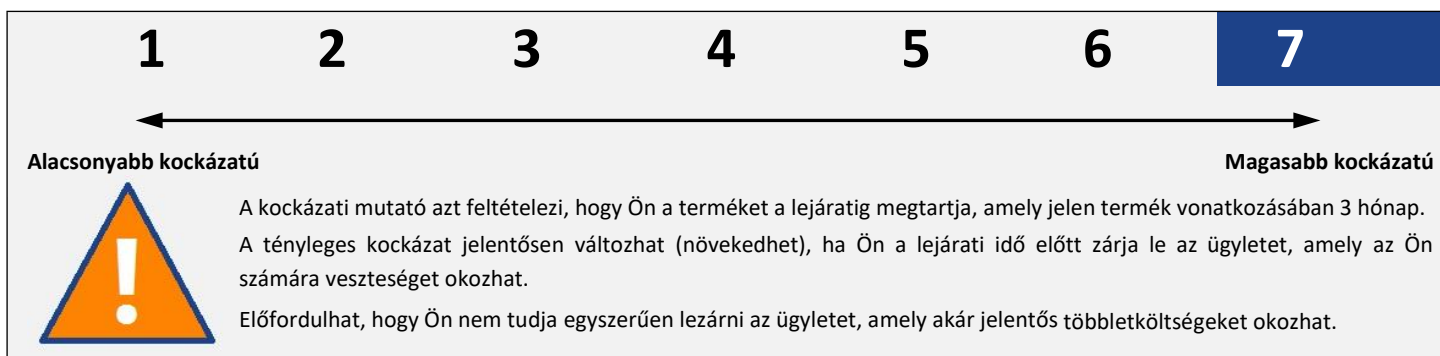 1 2 3 4 5 6 7
Alacsonyabb kockázatú Magasabb kockázatú
A kockázati mutató azt feltételezi, hogy Ön a terméket a lejáratig megtartja, amely jelen termék vonatkozásában 3 hónap.
A tényleges kockázat jelentősen változhat (növekedhet), ha Ön a lejárati idő előtt zárja le az ügyletet, amely az Ön
számára veszteséget okozhat.
Előfordulhat, hogy Ön nem tudja egyszerűen lezárni az ügyletet, amely akár jelentős többletköltségeket okozhat.